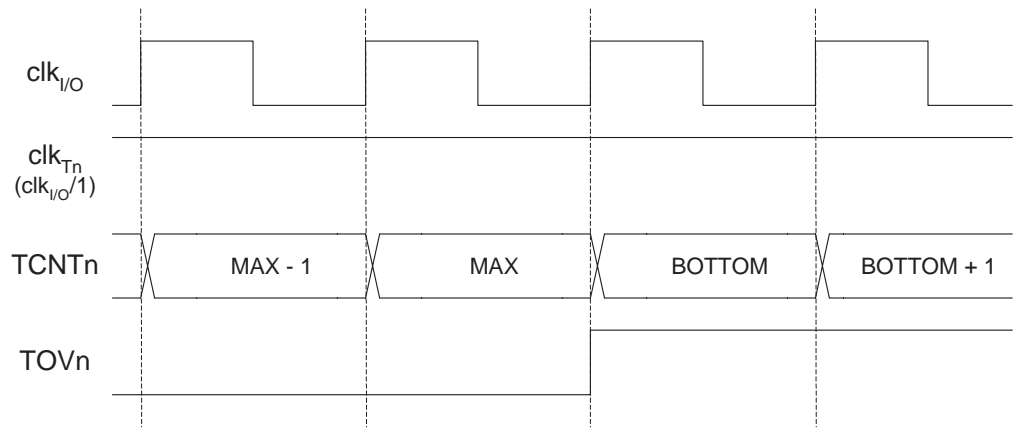 clkI/O
clkTn
(clkI/O/1)
TCNTn MAX - 1 MAX BOTTOM BOTTOM + 1
TOVn